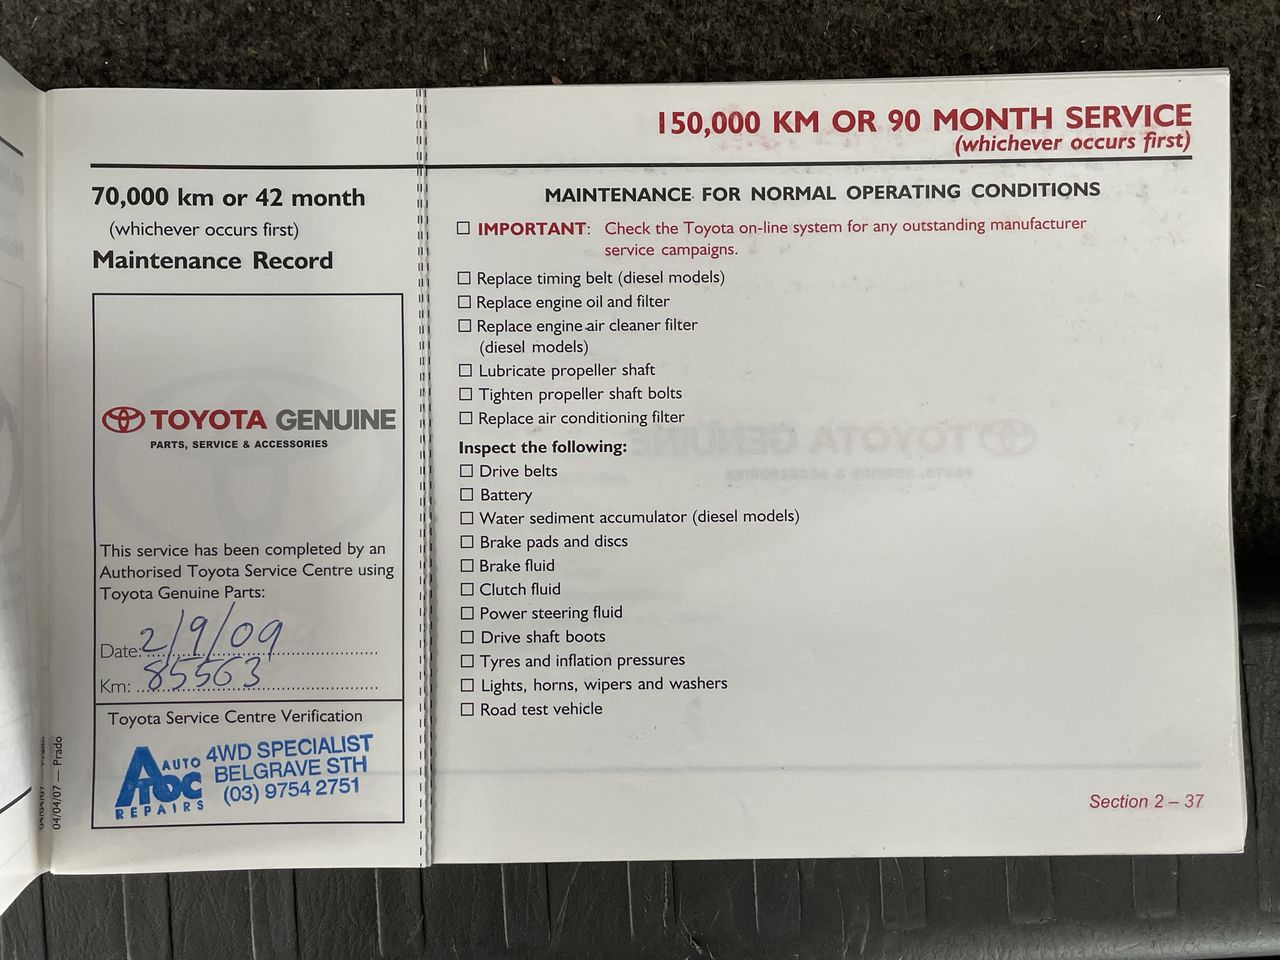 150,000 KM OR 90 MONTH SERVICE
(whichever occurs first)
70,000 km or 42 month
(whichever occurs first)
Maintenance Record
TOYOTA GENUINE
PARTS, SERVICE & ACCESSORIES
This service has been completed by an
Authorised Toyota Service Centre using
Toyota Genuine Parts:
Date: 2/9/09
Km: 85563
Toyota Service Centre Verification
AUTO
AToc
REPAIRS
4WD SPECIALIST
BELGRAVE STH
(03) 9754 2751
04/04/07 — Prado
MAINTENANCE FOR NORMAL OPERATING CONDITIONS
☐ IMPORTANT: Check the Toyota on-line system for any outstanding manufacturer
service campaigns.
☐ Replace timing belt (diesel models)
☐ Replace engine oil and filter
☐ Replace engine air cleaner filter
(diesel models)
☐ Lubricate propeller shaft
☐ Tighten propeller shaft bolts
☐ Replace air conditioning filter
Inspect the following:
☐ Drive belts
☐ Battery
☐ Water sediment accumulator (diesel models)
☐ Brake pads and discs
☐ Brake fluid
☐ Clutch fluid
☐ Power steering fluid
☐ Drive shaft boots
☐ Tyres and inflation pressures
☐ Lights, horns, wipers and washers
☐ Road test vehicle
Section 2 – 37